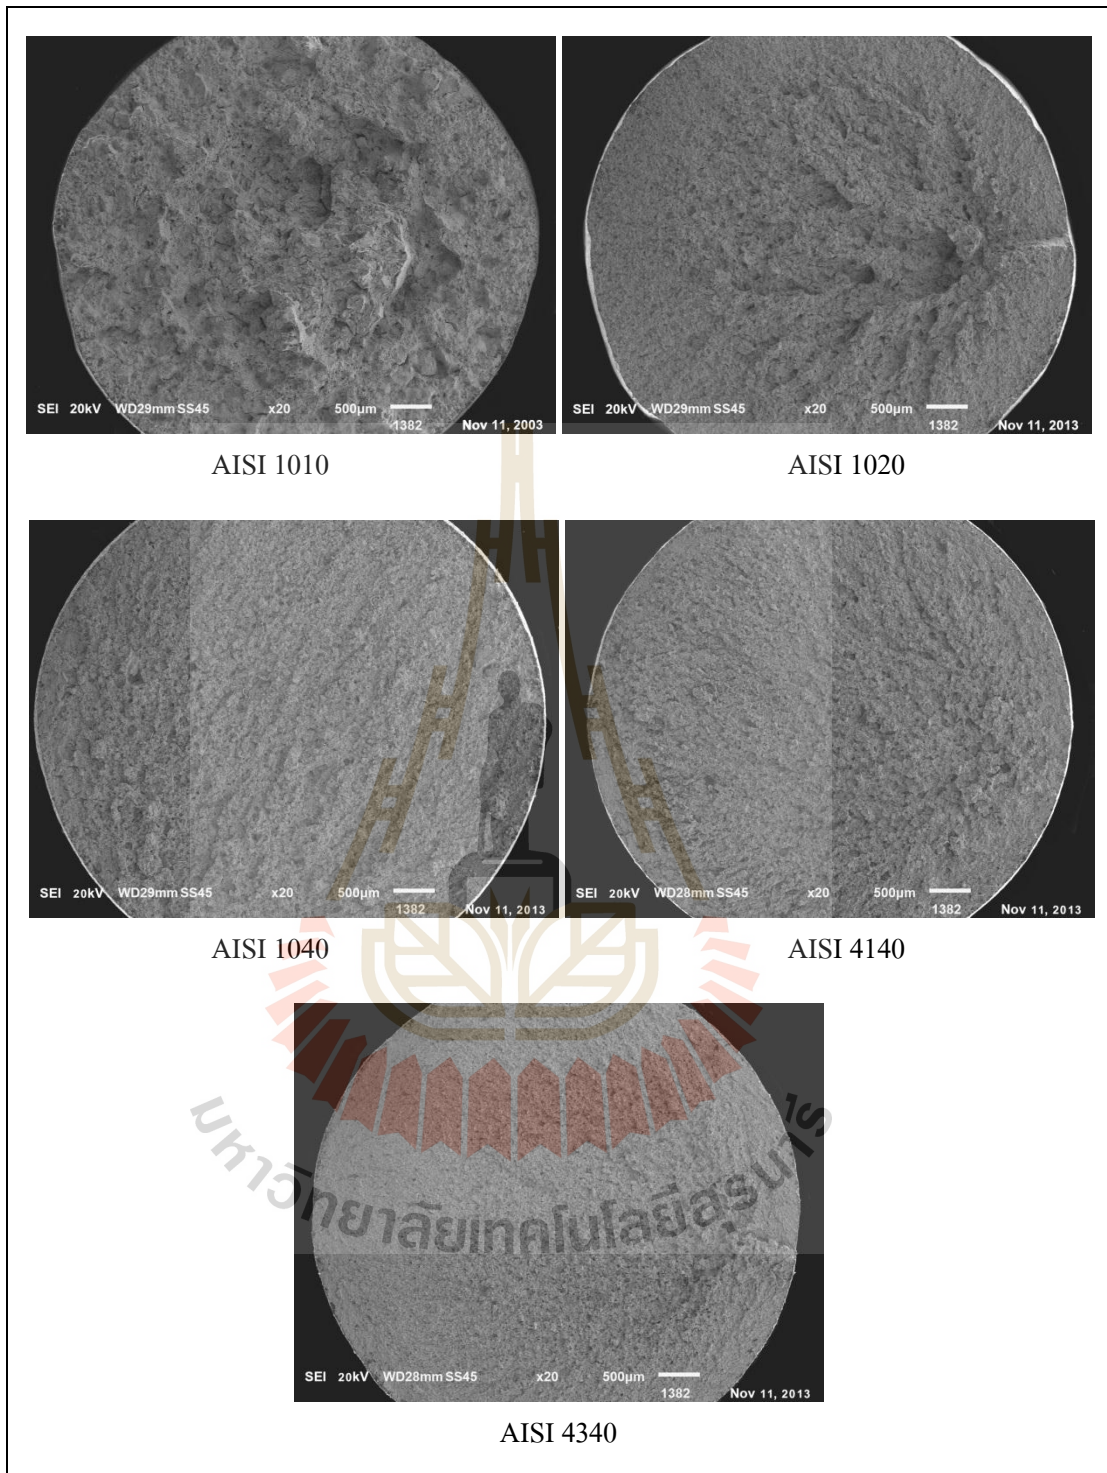 SEI 20kV WD29mm SS45 x20 500µm
1382 Nov 11, 2003
SEI 20kV WD29mm SS45 x20 500µm
1382 Nov 11, 2013
AISI 1010 AISI 1020
SEI 20kV WD29mm SS45 x20 500µm
1382 Nov 11, 2013
SEI 20kV WD28mm SS45 x20 500µm
1382 Nov 11, 2013
AISI 1040 AISI 4140
มหาวิทยาลัยเทคโนโลยีสุรนารี
SEI 20kV WD28mm SS45 x20 500µm
1382 Nov 11, 2013
AISI 4340